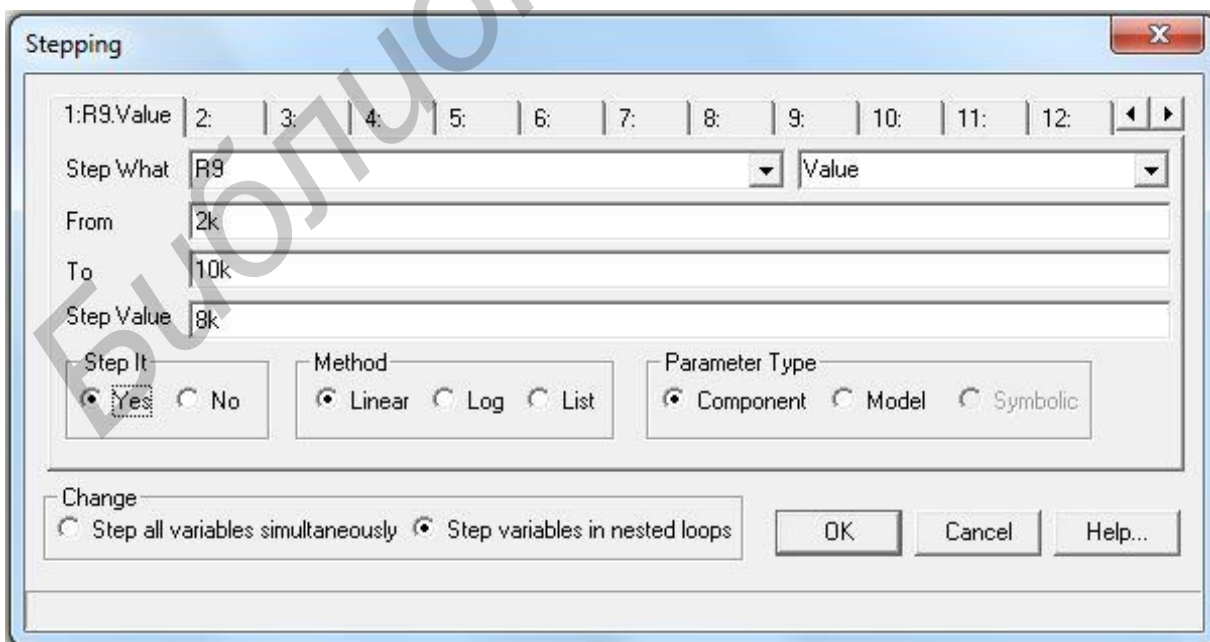 Stepping
1:R9.Value 2: 3: 4: 5: 6: 7: 8: 9: 10: 11: 12:
Step What R9 Value
From 2k
To 10k
Step Value 8k
Step It Method Parameter Type
Yes No Linear Log List Component Model Symbolic
Change
Step all variables simultaneously Step variables in nested loops OK Cancel Help...